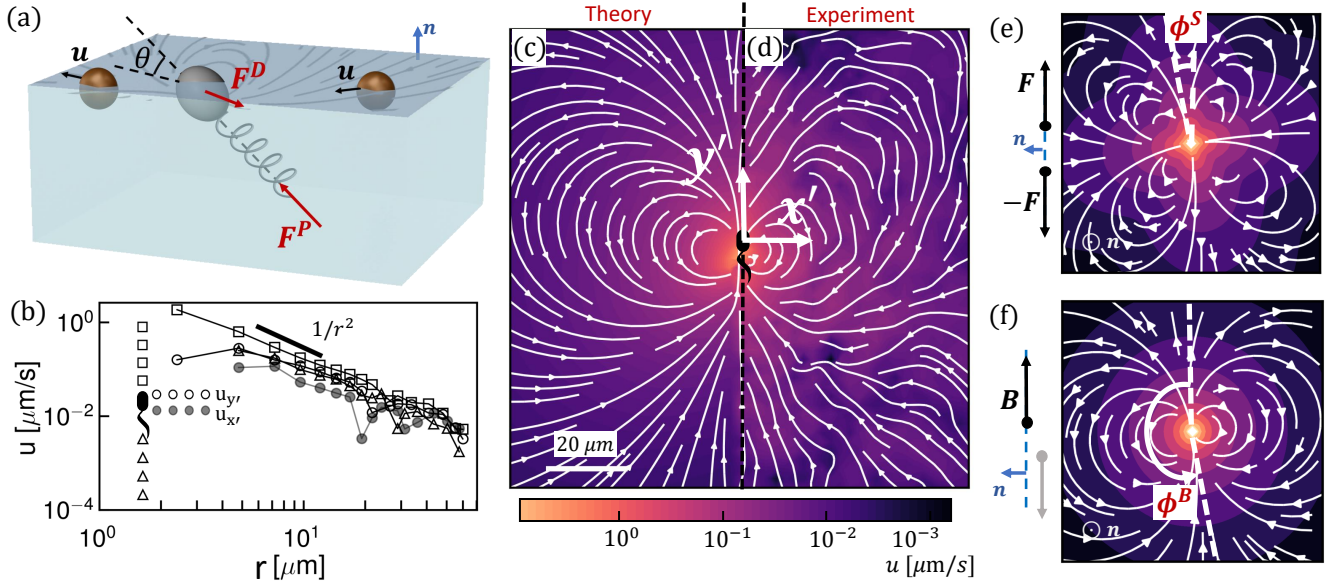 (a)
n
u
θ
F^D
u
F^P
(b)
10^0
10^-2
10^-4
u [μm/s]
1/r^2
u_y′
u_x′
10^0
10^1
r [μm]
Theory
Experiment
(c)
(d)
y′
x′
20 μm
10^0
10^-1
10^-2
10^-3
u [μm/s]
(e)
ϕ^S
F
n
-F
n
(f)
B
n
ϕ^B
n